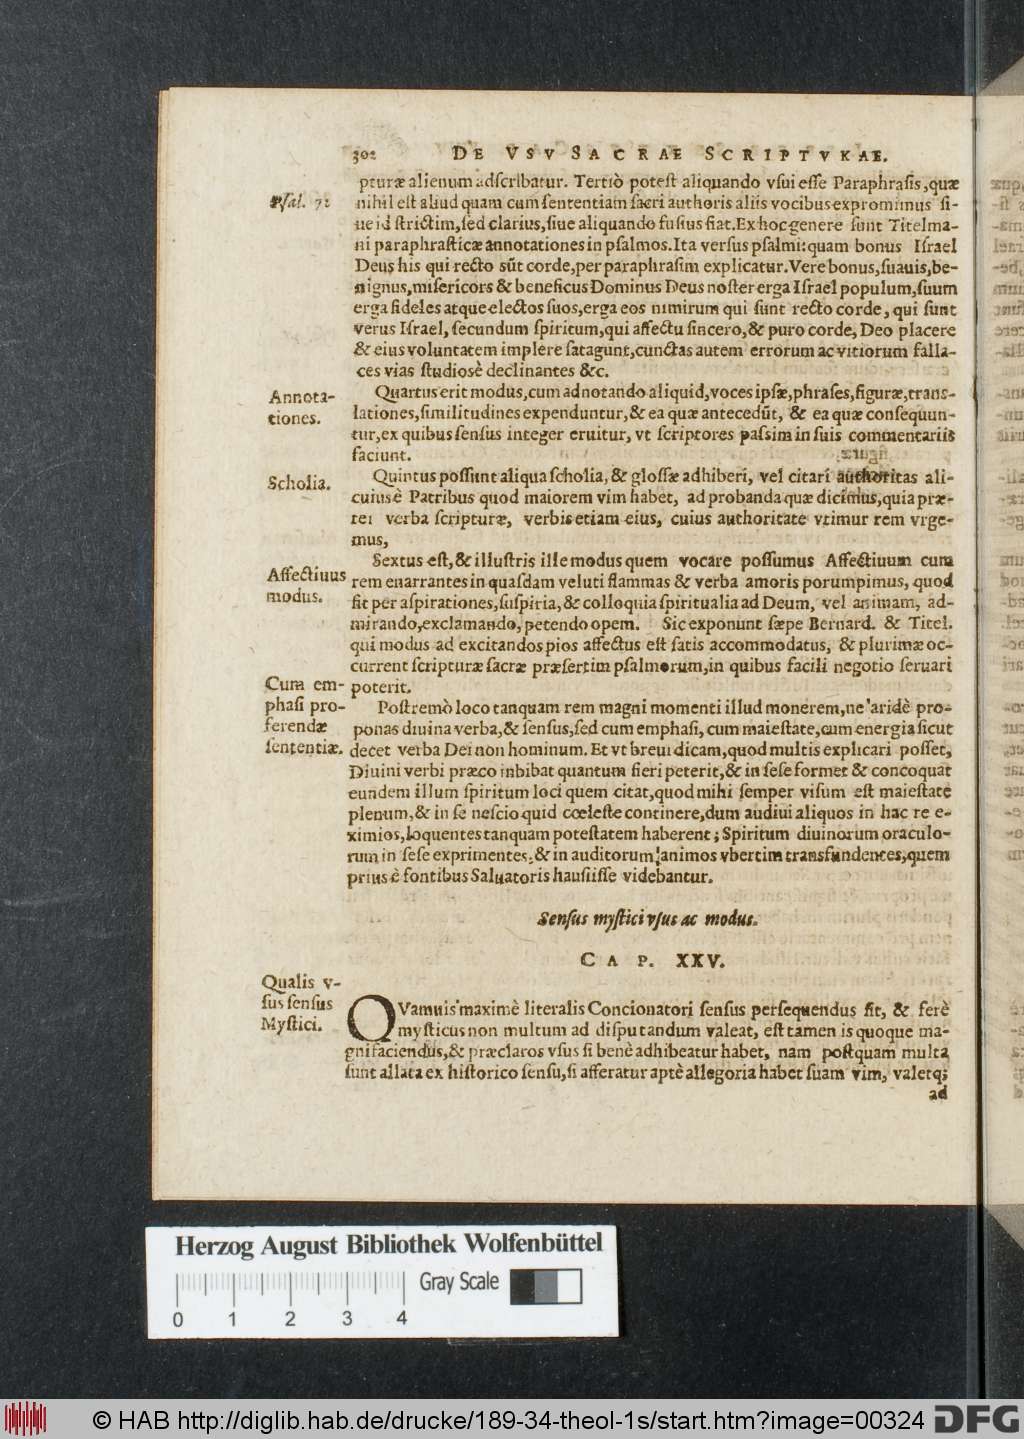 302 DE VSV SACRAE SCRIPTVRAE.
pturæ alienum adscribatur. Tertiò potest aliquando vsui esse Paraphrasis, quæ
Psal. 72
nihil est aliud quam cum sententiam sacri authoris aliis vocibus exprimimus si-
ue id strictim, sed clarius, siue aliquando fusius fiat. Ex hoc genere sunt Titelma-
ni paraphrasticæ annotationes in psalmos. Ita versus psalmi: quam bonus Israel
Deus his qui recto sūt corde, per paraphrasim explicatur. Vere bonus, suauis, be-
nignus, misericors & beneficus Dominus Deus noster erga Israel populum, suum
erga fideles atque electos suos, erga eos nimirum qui sunt recto corde, qui sunt
verus Israel, secundum spiritum, qui affectu sincero, & puro corde, Deo placere
& eius voluntatem implere satagunt, cunctas autem errorum ac vitiorum falla-
ces vias studiosè declinantes &c.
Annota-
tiones.
Quartus erit modus, cum adnotando aliquid, voces ipsæ, phrases, figuræ, trans-
lationes, similitudines expenduntur, & ea quæ antecedūt, & ea quæ consequun-
tur, ex quibus sensus integer eruitur, vt scriptores passim in suis commentariis
faciunt.
Scholia.
Quintus possunt aliqua scholia, & glossæ adhiberi, vel citari authoritas ali-
cuius è Patribus quod maiorem vim habet, ad probanda quæ dicimus, quia præ-
ter verba scripturæ, verbis etiam eius, cuius authoritate vtimur rem vrge-
mus,
Affectiuus
modus.
Sextus est, & illustris ille modus quem vocare possumus Affectiuum cum
rem enarrantes in quasdam veluti flammas & verba amoris porumpimus, quod
fit per aspirationes, suspiria, & colloquia spiritualia ad Deum, vel animam, ad-
mirando, exclamando, petendo opem. Sic exponunt sæpe Bernard. & Titel.
qui modus ad excitandos pios affectus est satis accommodatus, & plurimæ oc-
current scripturæ sacræ præsertim psalmorum, in quibus facili negotio seruari
poterit.
Cum em-
phasi pro-
ferendæ
sententiæ.
Postremò loco tanquam rem magni momenti illud monerem, ne aridè pro-
ponas diuina verba, & sensus, sed cum emphasi, cum maiestate, cum energia sicut
decet verba Dei non hominum. Et vt breui dicam, quod multis explicari posset,
Diuini verbi præco inbibat quantum fieri peterit, & in sese formet & concoquat
eundem illum spiritum loci quem citat, quod mihi semper visum est maiestate
plenum, & in se nescio quid cœleste continere, dum audiui aliquos in hac re e-
ximios, loquentes tanquam potestatem haberent; Spiritum diuinorum oraculo-
rum in sese exprimentes, & in auditorum animos vbertim transfundentes, quem
prius è fontibus Saluatoris hausiisse videbantur.
Sensus mystici vsus ac modus.
CAP. XXV.
Qualis v-
sus sensus
Mystici.
QVamuis maximè literalis Concionatori sensus persequendus sit, & ferè
mysticus non multum ad disputandum valeat, est tamen is quoque ma-
gni faciendus, & præclaros vsus si benè adhibeatur habet, nam postquam multa
sunt allata ex historico sensu, si afferatur aptè allegoria habet suam vim, valetq;
ad
Herzog August Bibliothek Wolfenbüttel
Gray Scale
0 1 2 3 4
© HAB http://diglib.hab.de/drucke/189-34-theol-1s/start.htm?image=00324 DFG